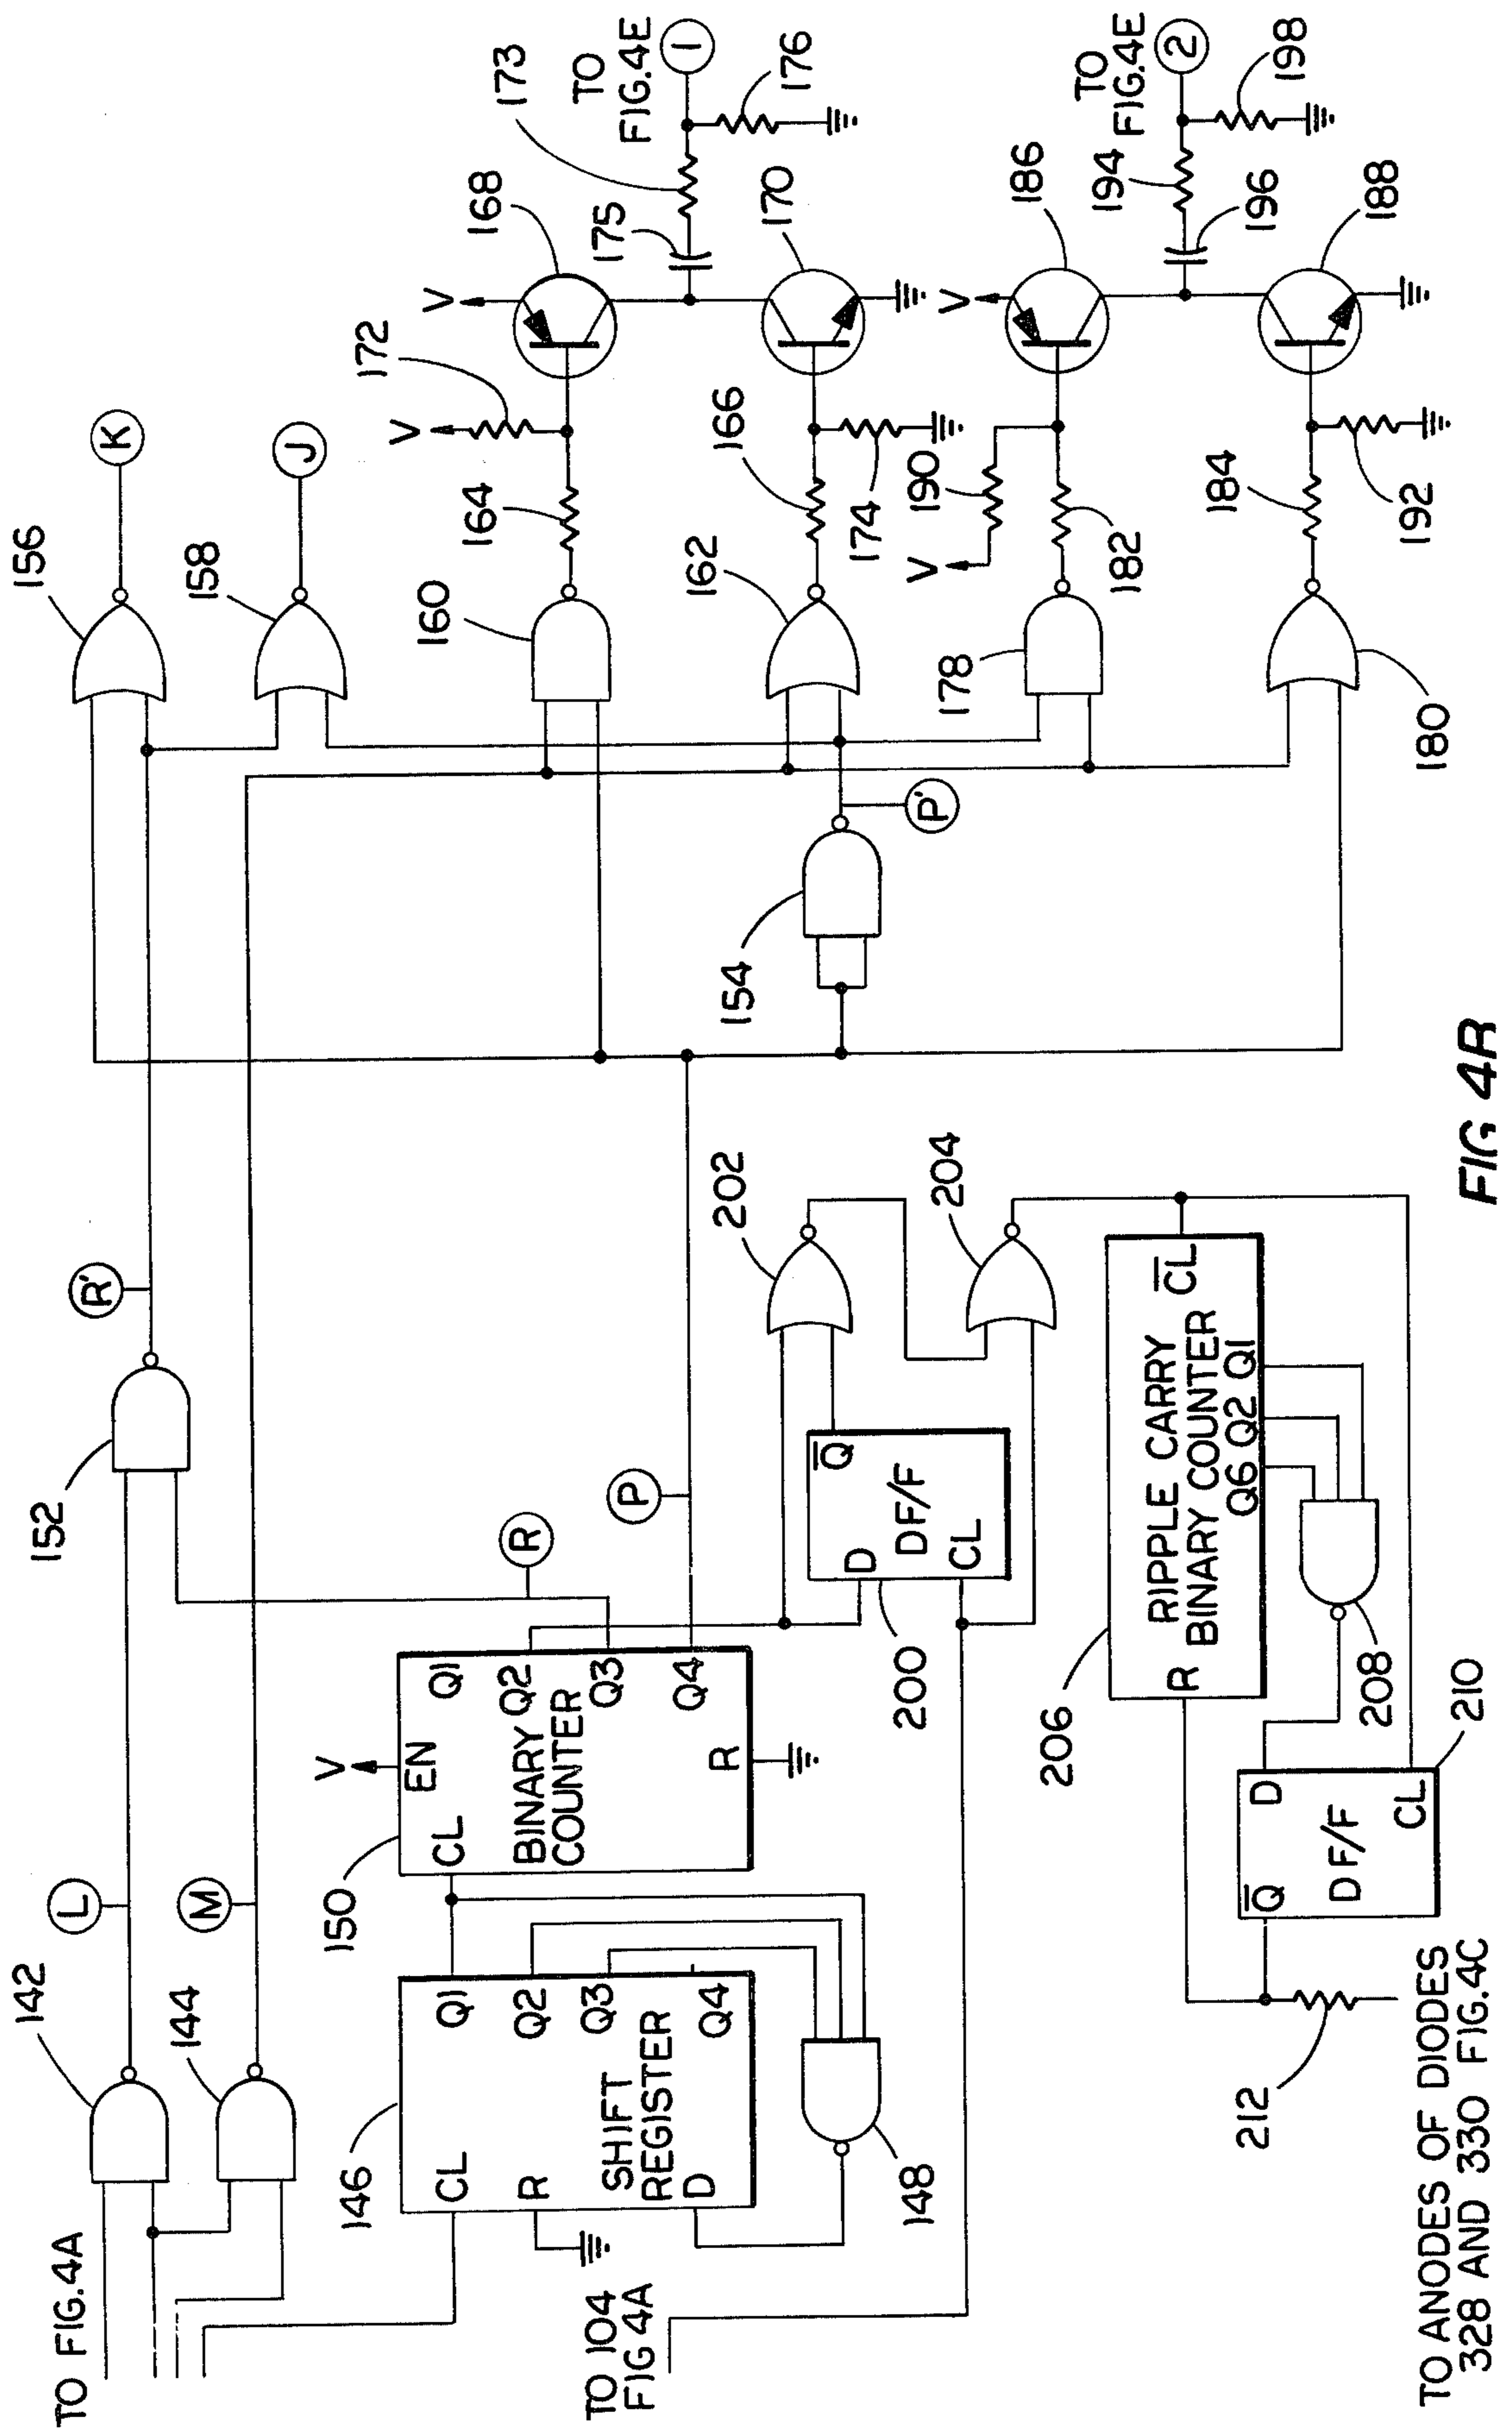 TO FIG.4A
142
L
144
M
152
R'
156
K
158
J
146
CL
R
D
SHIFT
REGISTER
Q1
Q2
Q3
Q4
148
150
CL
EN
V
BINARY
COUNTER
R
Q1
Q2
Q3
Q4
R
P
154
P'
160
164
V
172
V
168
175
173
TO
FIG.4E
1
176
162
166
174
170
178
182
V
190
V
186
194
196
TO
FIG.4E
2
198
180
184
192
188
TO 104
FIG 4A
200
D
DF/F
CL
Q̅
202
204
206
R
RIPPLE CARRY
BINARY COUNTER
C̅L̅
Q6 Q2 Q1
208
210
D
DF/F
CL
Q̅
212
TO ANODES OF DIODES
328 AND 330 FIG.4C